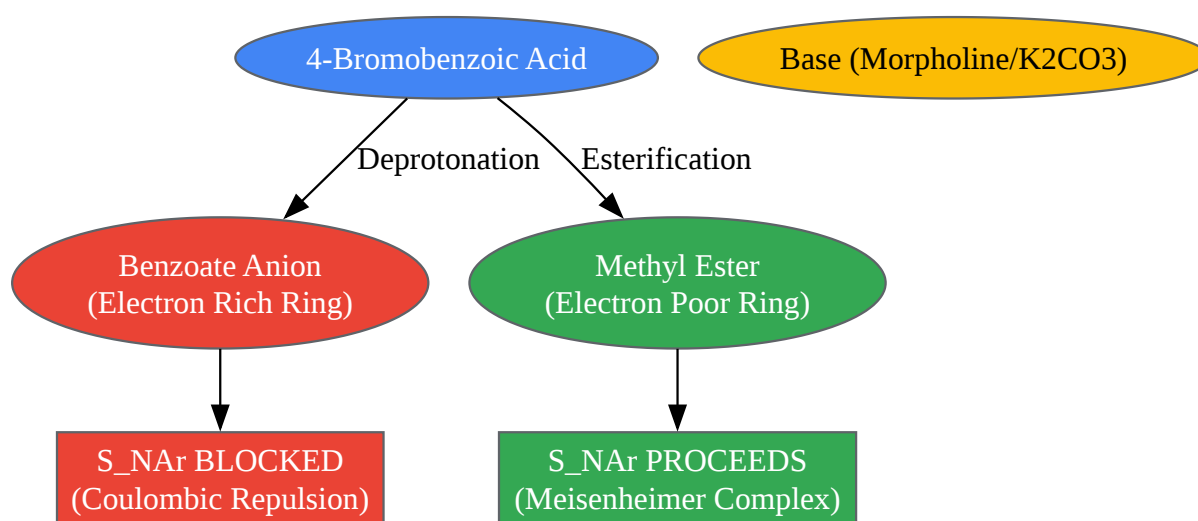 4-Bromobenzoic Acid
Base (Morpholine/K2CO3)
Deprotonation
Esterification
Benzoate Anion
(Electron Rich Ring)
Methyl Ester
(Electron Poor Ring)
S_NAr BLOCKED
(Coulombic Repulsion)
S_NAr PROCEEDS
(Meisenheimer Complex)